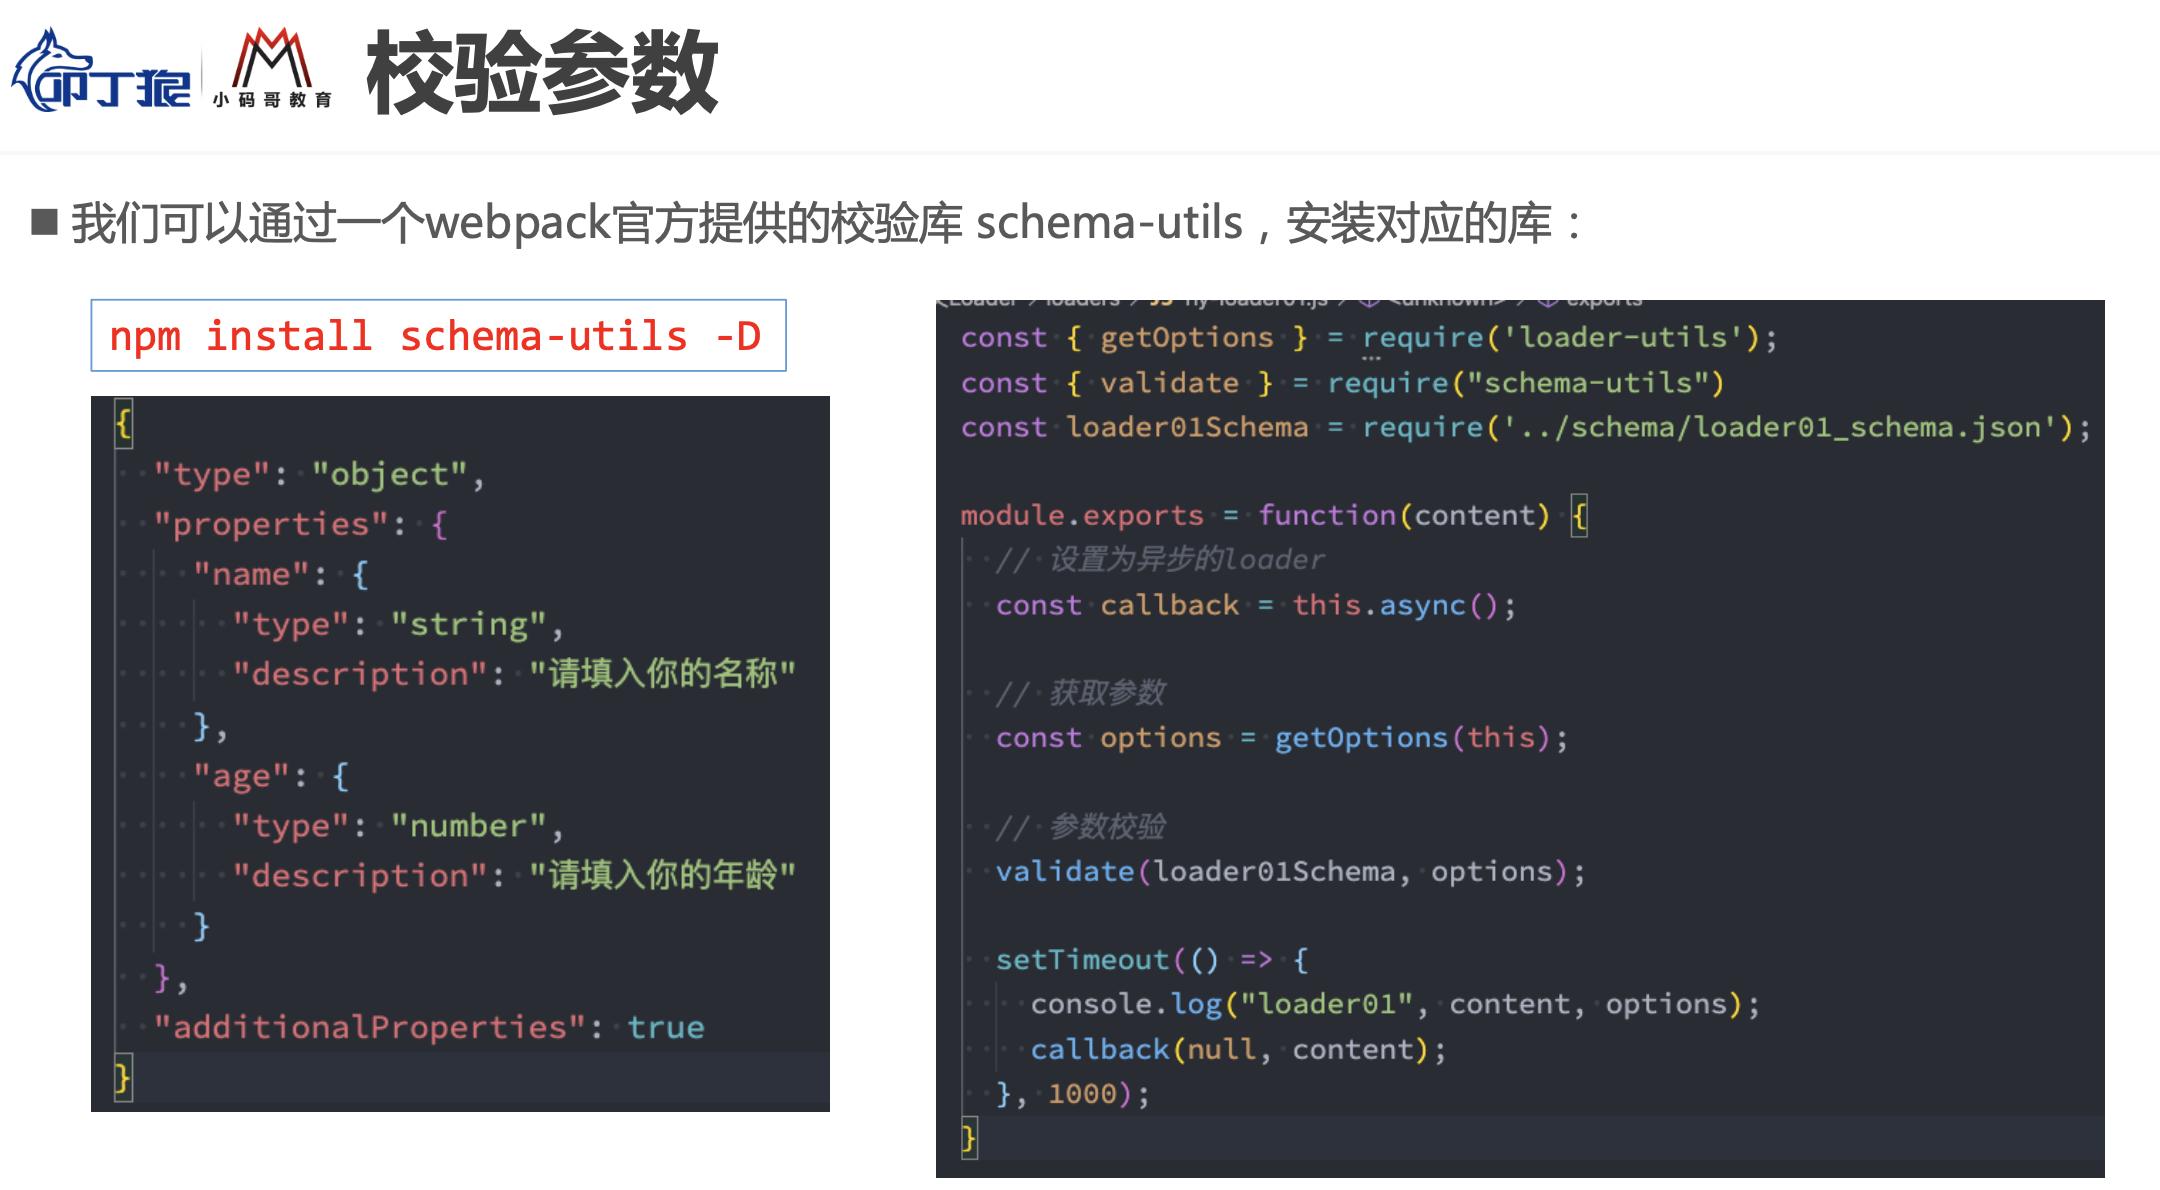 叩丁狼
小码哥教育
校验参数
我们可以通过一个webpack官方提供的校验库 schema-utils，安装对应的库：
npm install schema-utils -D
{
  "type": "object",
  "properties": {
    "name": {
      "type": "string",
      "description": "请填入你的名称"
    },
    "age": {
      "type": "number",
      "description": "请填入你的年龄"
    }
  },
  "additionalProperties": true
}
const { getOptions } = require('loader-utils');
const { validate } = require("schema-utils")
const loader01Schema = require('../schema/loader01_schema.json');
module.exports = function(content) {
  // 设置为异步的loader
  const callback = this.async();
  // 获取参数
  const options = getOptions(this);
  // 参数校验
  validate(loader01Schema, options);
  setTimeout(() => {
    console.log("loader01", content, options);
    callback(null, content);
  }, 1000);
}